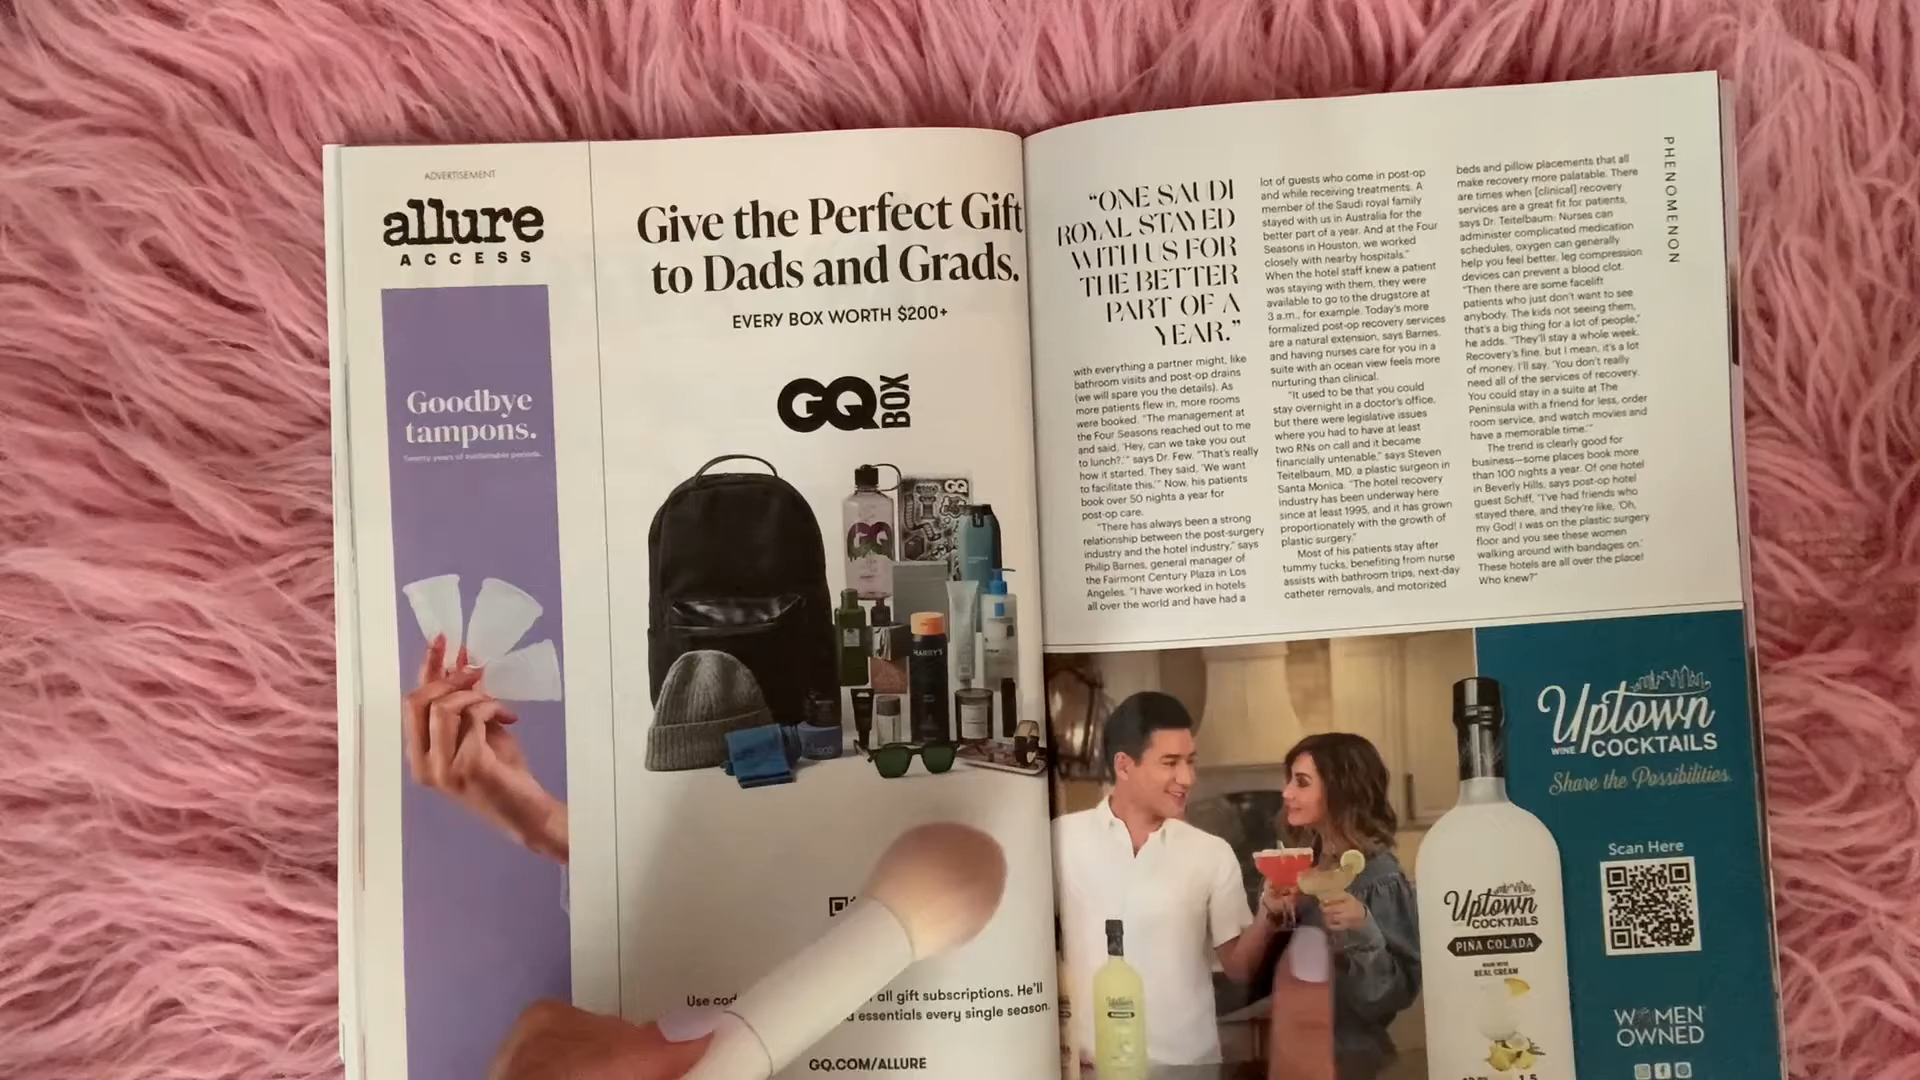 ADVERTISEMENT
allure
ACCESS
Goodbye
tampons.
Twenty years of sustainable periods.
Give the Perfect Gift
to Dads and Grads.
EVERY BOX WORTH $200+
GQ BOX
GQ
GQ
HARRY'S
Use
all gift subscriptions. He'll
essentials every single season.
GQ.COM/ALLURE
“ONE SAUDI
ROYAL STAYED
WITH US FOR
THE BETTER
PART OF A
YEAR.”
with everything a partner might, like
bathroom visits and post-op drains
(we will spare you the details). As
more patients flew in, more rooms
were booked. “The management at
the Four Seasons reached out to me
and said, ‘Hey, can we take you out
to lunch?,’” says Dr. Few. “That’s really
how it started. They said, ‘We want
to facilitate this.’” Now, his patients
book over 50 nights a year for
post-op care.
“There has always been a strong
relationship between the post-surgery
industry and the hotel industry,” says
Philip Barnes, general manager of
the Fairmont Century Plaza in Los
Angeles. “I have worked in hotels
all over the world and have had a
lot of guests who come in post-op
and while receiving treatments. A
member of the Saudi royal family
stayed with us in Australia for the
better part of a year. And at the Four
Seasons in Houston, we worked
closely with nearby hospitals.”
When the hotel staff knew a patient
was staying with them, they were
available to go to the drugstore at
3 a.m., for example. Today’s more
formalized post-op recovery services
are a natural extension, says Barnes,
and having nurses care for you in a
suite with an ocean view feels more
nurturing than clinical.
“It used to be that you could
stay overnight in a doctor’s office,
but there were legislative issues
where you had to have at least
two RNs on call and it became
financially untenable,” says Steven
Teitelbaum, MD, a plastic surgeon in
Santa Monica. “The hotel recovery
industry has been underway here
since at least 1995, and it has grown
proportionately with the growth of
plastic surgery.”
Most of his patients stay after
tummy tucks, benefiting from nurse
assists with bathroom trips, next-day
catheter removals, and motorized
beds and pillow placements that all
make recovery more palatable. There
are times when [clinical] recovery
services are a great fit for patients,
says Dr. Teitelbaum: Nurses can
administer complicated medication
schedules, oxygen can generally
help you feel better, leg compression
devices can prevent a blood clot.
“Then there are some facelift
patients who just don’t want to see
anybody. The kids not seeing them,
that’s a big thing for a lot of people,”
he adds. “They’ll stay a whole week.
Recovery’s fine, but I mean, it’s a lot
of money. I’ll say, ‘You don’t really
need all of the services of recovery.
You could stay in a suite at The
Peninsula with a friend for less, order
room service, and watch movies and
have a memorable time.’”
The trend is clearly good for
business—some places book more
than 100 nights a year. Of one hotel
in Beverly Hills, says post-op hotel
guest Schiff, “I’ve had friends who
stayed there, and they’re like, ‘Oh,
my God! I was on the plastic surgery
floor and you see these women
walking around with bandages on.’
These hotels are all over the place!
Who knew?”
PHENOMENON
Uptown
WINE COCKTAILS
Share the Possibilities.
Scan Here
WOMEN
OWNED
Uptown
COCKTAILS
PIÑA COLADA
MADE WITH
REAL CREAM
Uptown